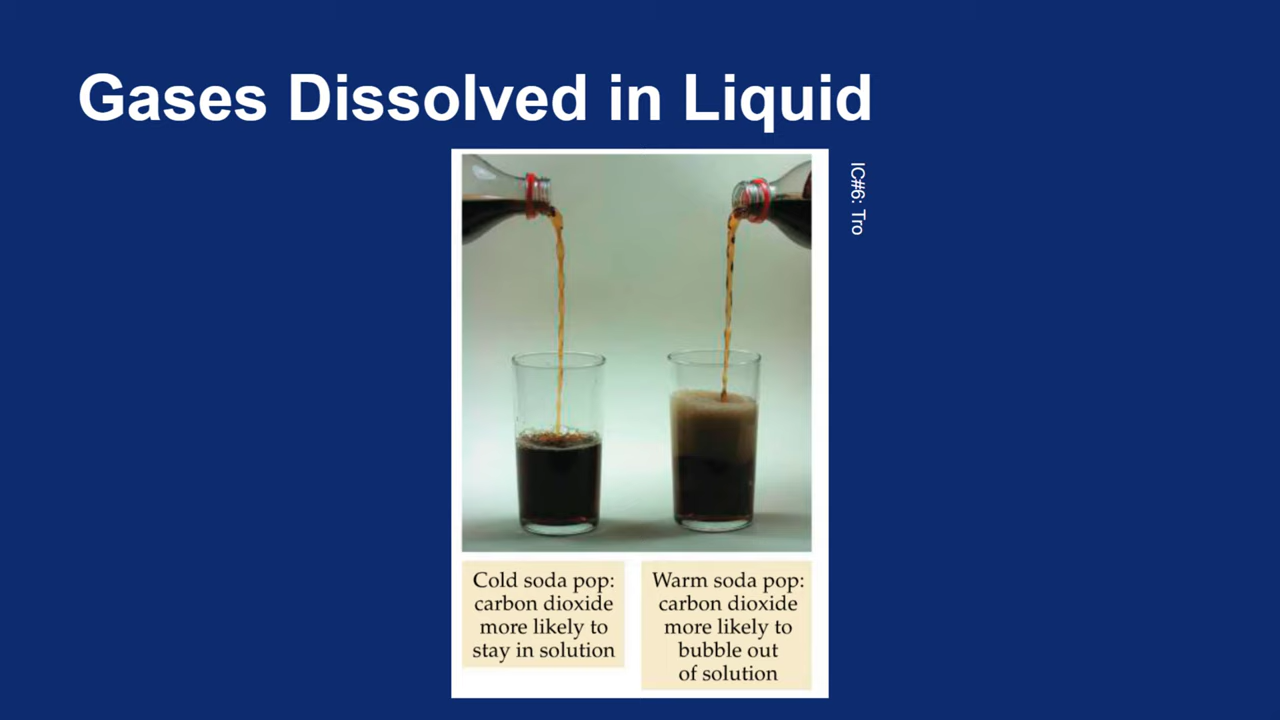 Gases Dissolved in Liquid
IC#6: Tro
Cold soda pop:
carbon dioxide
more likely to
stay in solution
Warm soda pop:
carbon dioxide
more likely to
bubble out
of solution